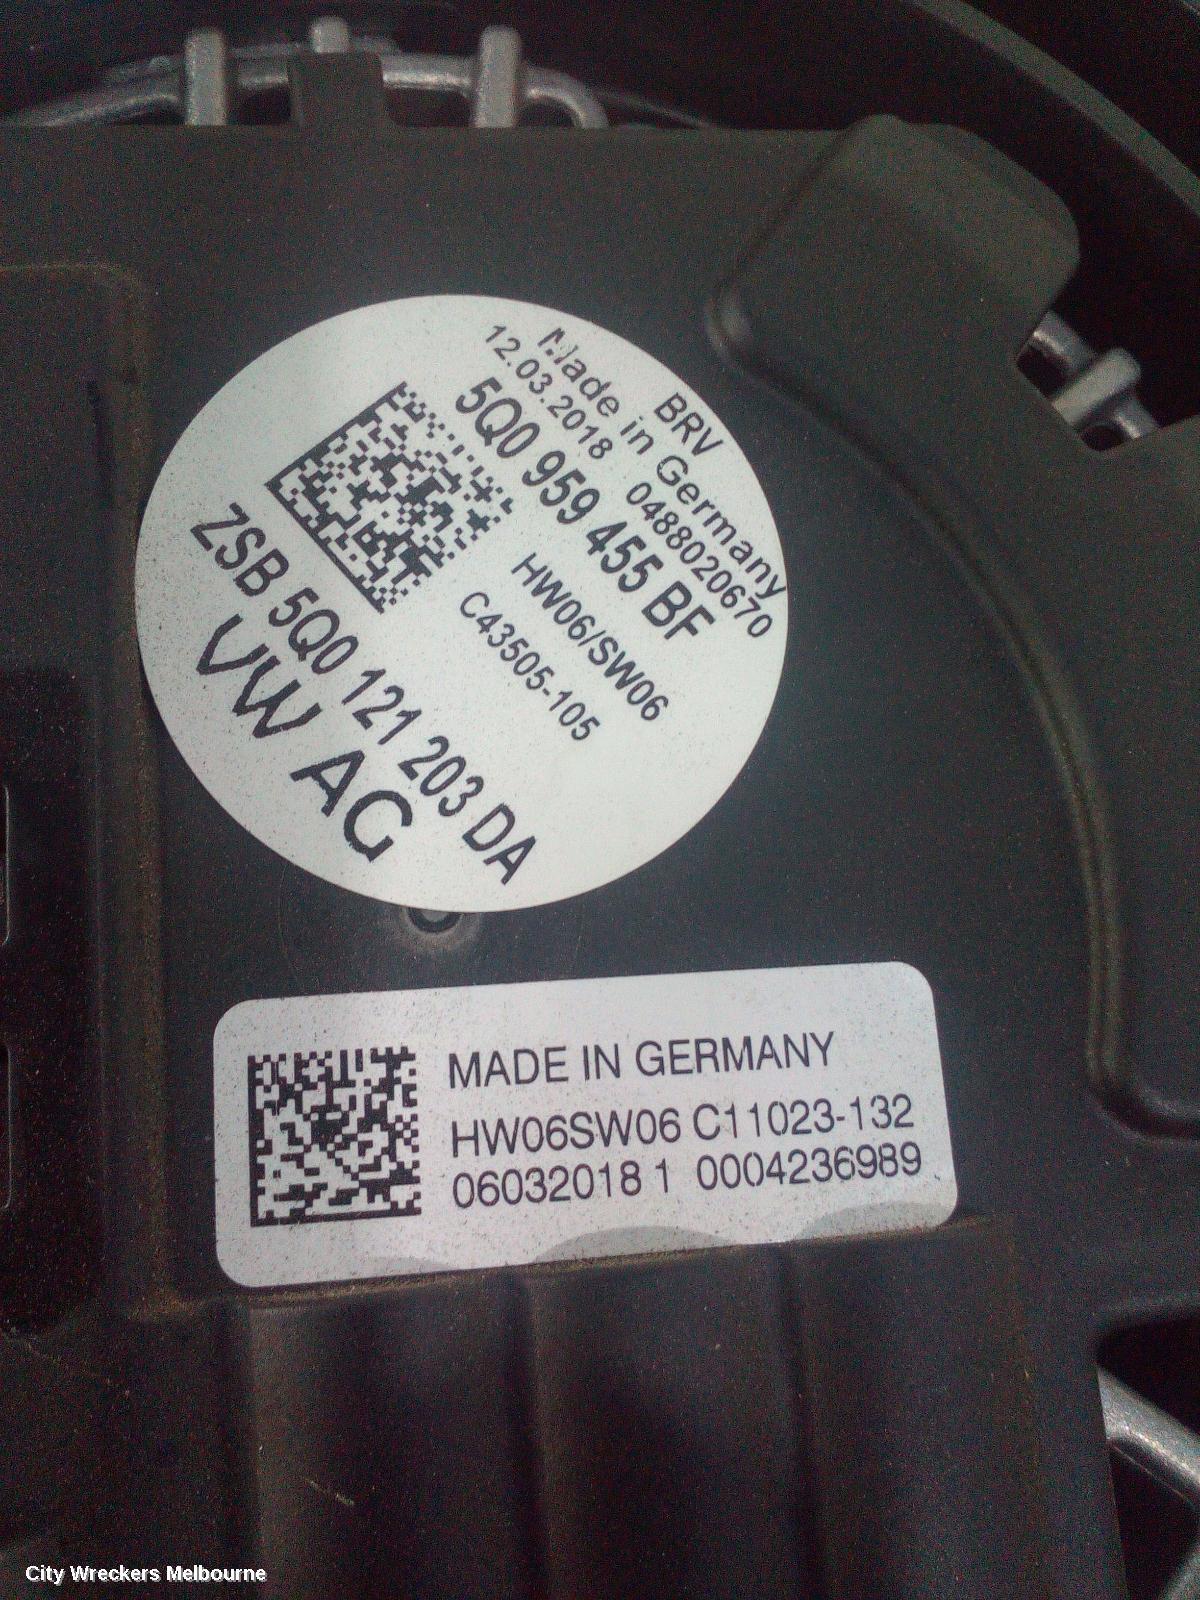 BRV
Made in Germany
12.03.2018 0488020670
5Q0 959 455 BF
HW06/SW06
C43505-105
ZSB 5Q0 121 203 DA
VW AG
MADE IN GERMANY
HW06SW06 C11023-132
06032018 1 0004236989
City Wreckers Melbourne